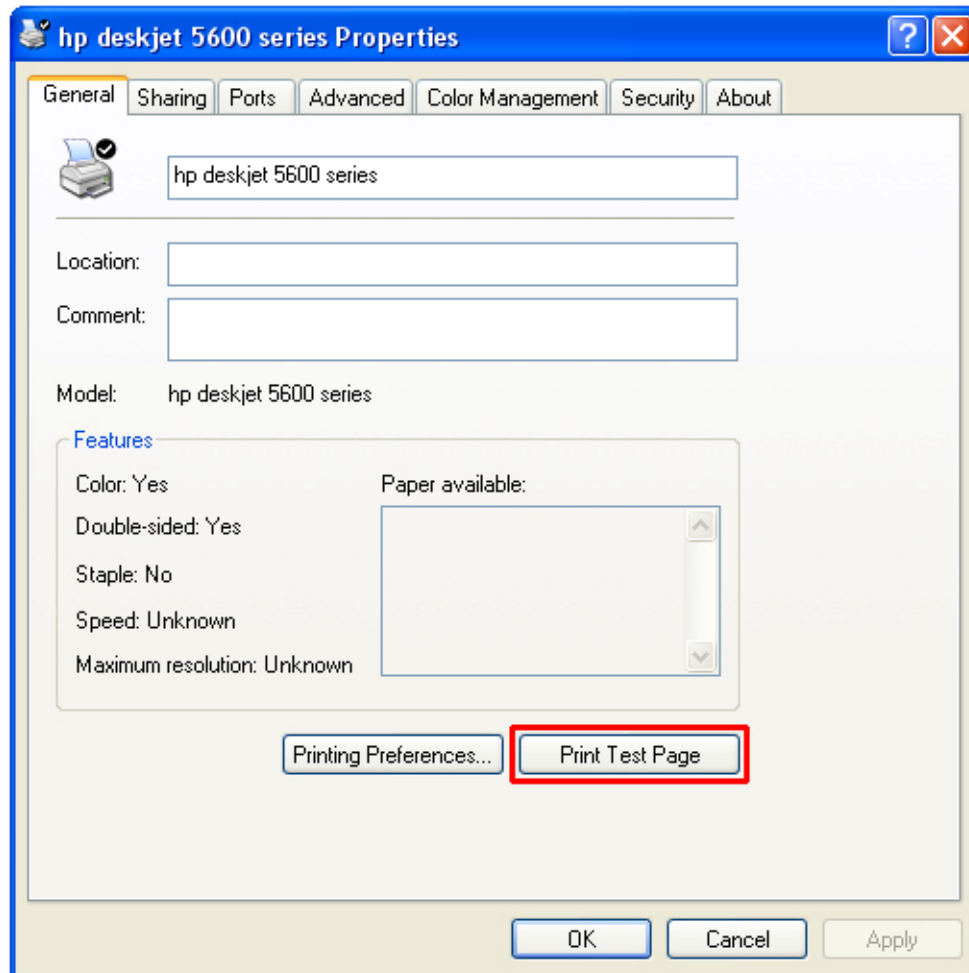 hp deskjet 5600 series Properties
General Sharing Ports Advanced Color Management Security About
hp deskjet 5600 series
Location:
Comment:
Model: hp deskjet 5600 series
Features
Color: Yes
Paper available:
Double-sided: Yes
Staple: No
Speed: Unknown
Maximum resolution: Unknown
Printing Preferences... Print Test Page
OK Cancel Apply